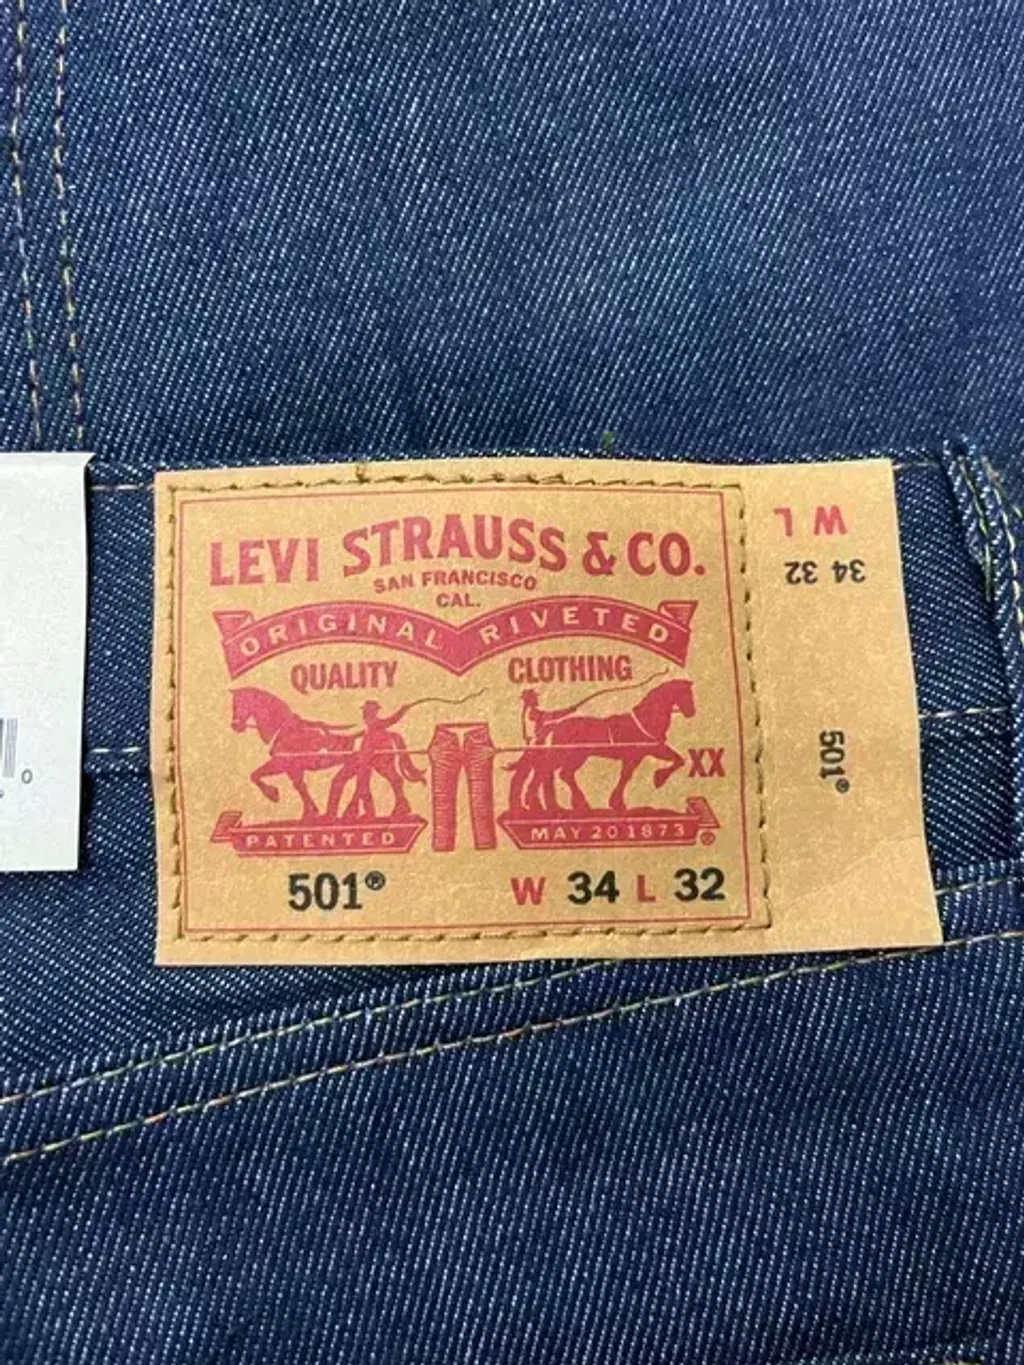 LEVI STRAUSS & CO.
SAN FRANCISCO
CAL.
ORIGINAL RIVETED
QUALITY CLOTHING
XX
PATENTED MAY 20 1873 ®
501® W 34 L 32
W L
34 32
501®
0